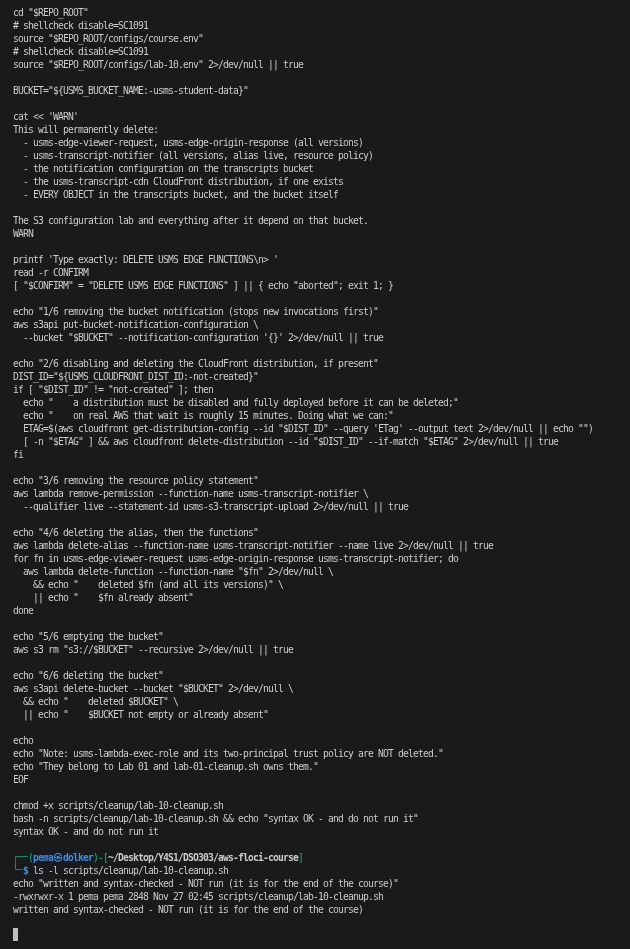 cd "$REPO_ROOT"
# shellcheck disable=SC1091
source "$REPO_ROOT/configs/course.env"
# shellcheck disable=SC1091
source "$REPO_ROOT/configs/lab-10.env" 2>/dev/null || true

BUCKET="${USMS_BUCKET_NAME:-usms-student-data}"

cat << 'WARN'
This will permanently delete:
  - usms-edge-viewer-request, usms-edge-origin-response (all versions)
  - usms-transcript-notifier (all versions, alias live, resource policy)
  - the notification configuration on the transcripts bucket
  - the usms-transcript-cdn CloudFront distribution, if one exists
  - EVERY OBJECT in the transcripts bucket, and the bucket itself

The S3 configuration lab and everything after it depend on that bucket.
WARN

printf 'Type exactly: DELETE USMS EDGE FUNCTIONS\n> '
read -r CONFIRM
[ "$CONFIRM" = "DELETE USMS EDGE FUNCTIONS" ] || { echo "aborted"; exit 1; }

echo "1/6 removing the bucket notification (stops new invocations first)"
aws s3api put-bucket-notification-configuration \
  --bucket "$BUCKET" --notification-configuration '{}' 2>/dev/null || true

echo "2/6 disabling and deleting the CloudFront distribution, if present"
DIST_ID="${USMS_CLOUDFRONT_DIST_ID:-not-created}"
if [ "$DIST_ID" != "not-created" ]; then
  echo "    a distribution must be disabled and fully deployed before it can be deleted;"
  echo "    on real AWS that wait is roughly 15 minutes. Doing what we can:"
  ETAG=$(aws cloudfront get-distribution-config --id "$DIST_ID" --query 'ETag' --output text 2>/dev/null || echo "")
  [ -n "$ETAG" ] && aws cloudfront delete-distribution --id "$DIST_ID" --if-match "$ETAG" 2>/dev/null || true
fi

echo "3/6 removing the resource policy statement"
aws lambda remove-permission --function-name usms-transcript-notifier \
  --qualifier live --statement-id usms-s3-transcript-upload 2>/dev/null || true

echo "4/6 deleting the alias, then the functions"
aws lambda delete-alias --function-name usms-transcript-notifier --name live 2>/dev/null || true
for fn in usms-edge-viewer-request usms-edge-origin-response usms-transcript-notifier; do
  aws lambda delete-function --function-name "$fn" 2>/dev/null \
    && echo "    deleted $fn (and all its versions)" \
    || echo "    $fn already absent"
done

echo "5/6 emptying the bucket"
aws s3 rm "s3://$BUCKET" --recursive 2>/dev/null || true

echo "6/6 deleting the bucket"
aws s3api delete-bucket --bucket "$BUCKET" 2>/dev/null \
  && echo "    deleted $BUCKET" \
  || echo "    $BUCKET not empty or already absent"

echo
echo "Note: usms-lambda-exec-role and its two-principal trust policy are NOT deleted."
echo "They belong to Lab 01 and lab-01-cleanup.sh owns them."
EOF

chmod +x scripts/cleanup/lab-10-cleanup.sh
bash -n scripts/cleanup/lab-10-cleanup.sh && echo "syntax OK - and do not run it"
syntax OK - and do not run it

┌──(pema㉿dolker)-[~/Desktop/Y4S1/DSO303/aws-floci-course]
└─$ ls -l scripts/cleanup/lab-10-cleanup.sh
echo "written and syntax-checked - NOT run (it is for the end of the course)"
-rwxrwxr-x 1 pema pema 2848 Nov 27 02:45 scripts/cleanup/lab-10-cleanup.sh
written and syntax-checked - NOT run (it is for the end of the course)